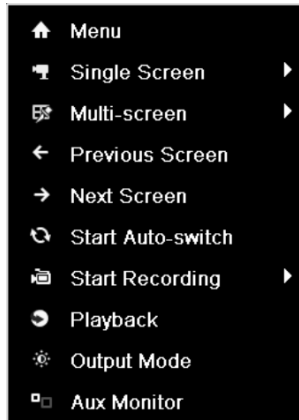 Menu
Single Screen
Multi-screen
Previous Screen
Next Screen
Start Auto-switch
Start Recording
Playback
Output Mode
Aux Monitor